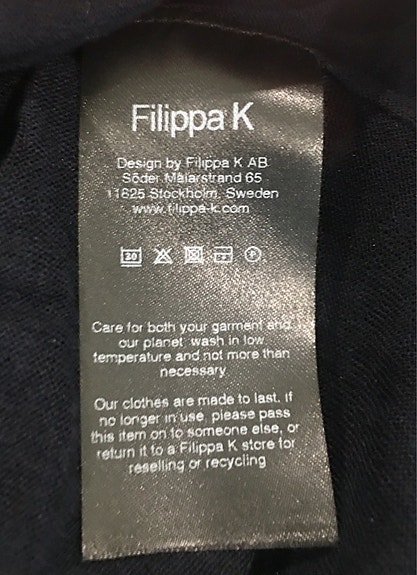 Filippa K
Design by Filippa K AB
Söder Mälarstrand 65
11825 Stockholm, Sweden
www.filippa-k.com
30
P
Care for both your garment and
our planet, wash in low
temperature and not more than
necessary
Our clothes are made to last. If
no longer in use, please pass
this item on to someone else, or
return it to a Filippa K store for
reselling or recycling